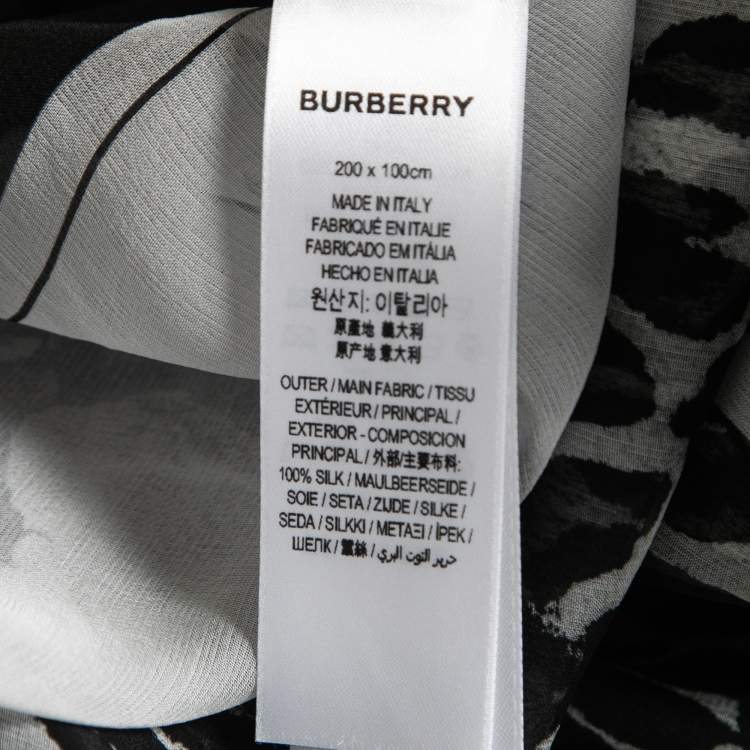 BURBERRY
200 x 100cm
MADE IN ITALY
FABRIQUÉ EN ITALIE
FABRICADO EM ITÁLIA
HECHO EN ITALIA
원산지: 이탈리아
原產地 義大利
原产地 意大利
OUTER / MAIN FABRIC / TISSU
EXTÉRIEUR / PRINCIPAL /
EXTERIOR - COMPOSICION
PRINCIPAL / 外部/主要布料:
100% SILK / MAULBEERSEIDE /
SOIE / SETA / ZIJDE / SILKE /
SEDA / SILKKI / ΜΕΤΑΞΙ / İPEK /
ШЕЛК / 蠶絲 / حرير التوت البري